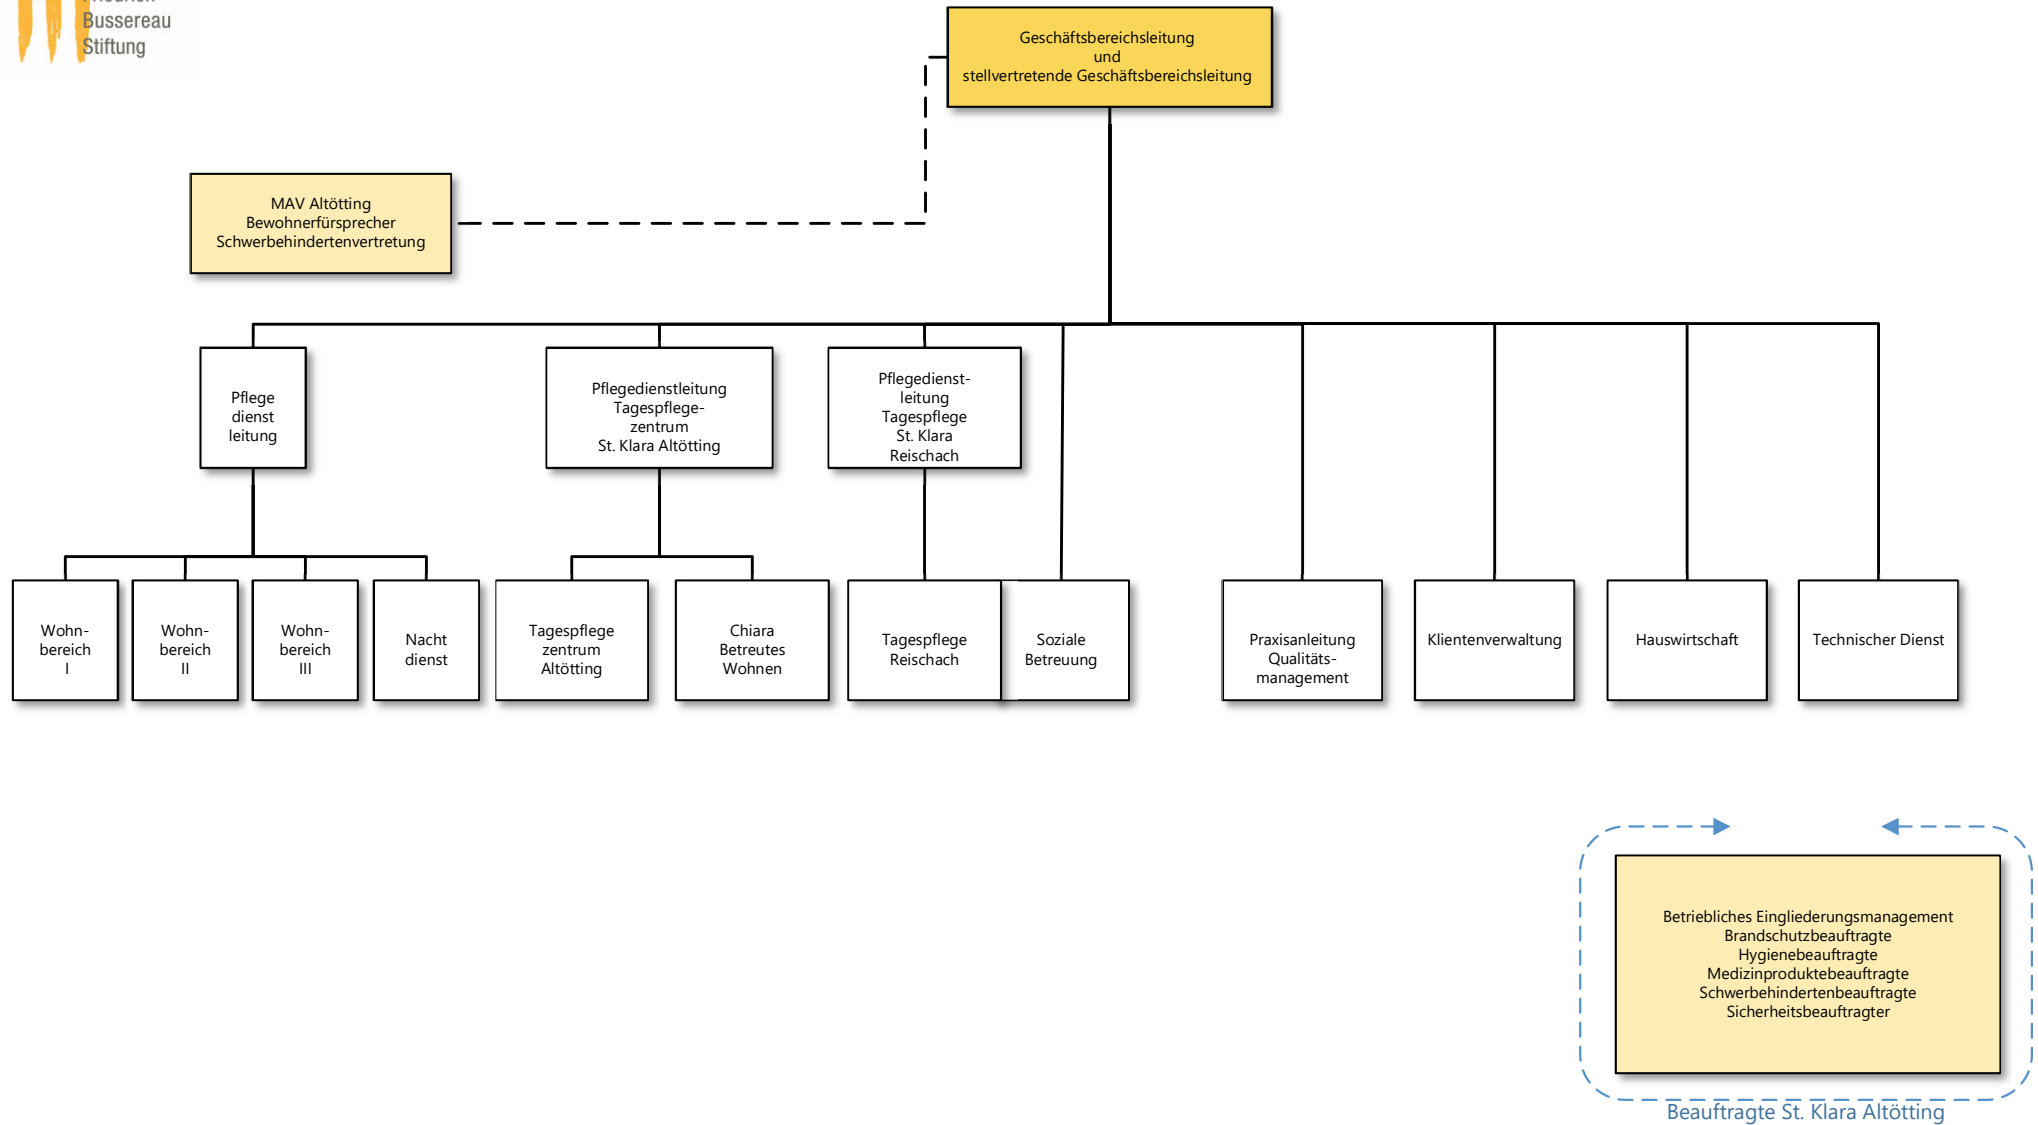 Bussereau
Stiftung
Geschäftsbereichsleitung
und
stellvertretende Geschäftsbereichsleitung
MAV Altötting
Bewohnerfürsprecher
Schwerbehindertenvertretung
Pflege
dienst
leitung
Pflegedienstleitung
Tagespflege-
zentrum
St. Klara Altötting
Pflegedienst-
leitung
Tagespflege
St. Klara
Reischach
Wohn-
bereich
I
Wohn-
bereich
II
Wohn-
bereich
III
Nacht
dienst
Tagespflege
zentrum
Altötting
Chiara
Betreutes
Wohnen
Tagespflege
Reischach
Soziale
Betreuung
Praxisanleitung
Qualitäts-
management
Klientenverwaltung
Hauswirtschaft
Technischer Dienst
Betriebliches Eingliederungsmanagement
Brandschutzbeauftragte
Hygienebeauftragte
Medizinproduktebeauftragte
Schwerbehindertenbeauftragte
Sicherheitsbeauftragter
Beauftragte St. Klara Altötting